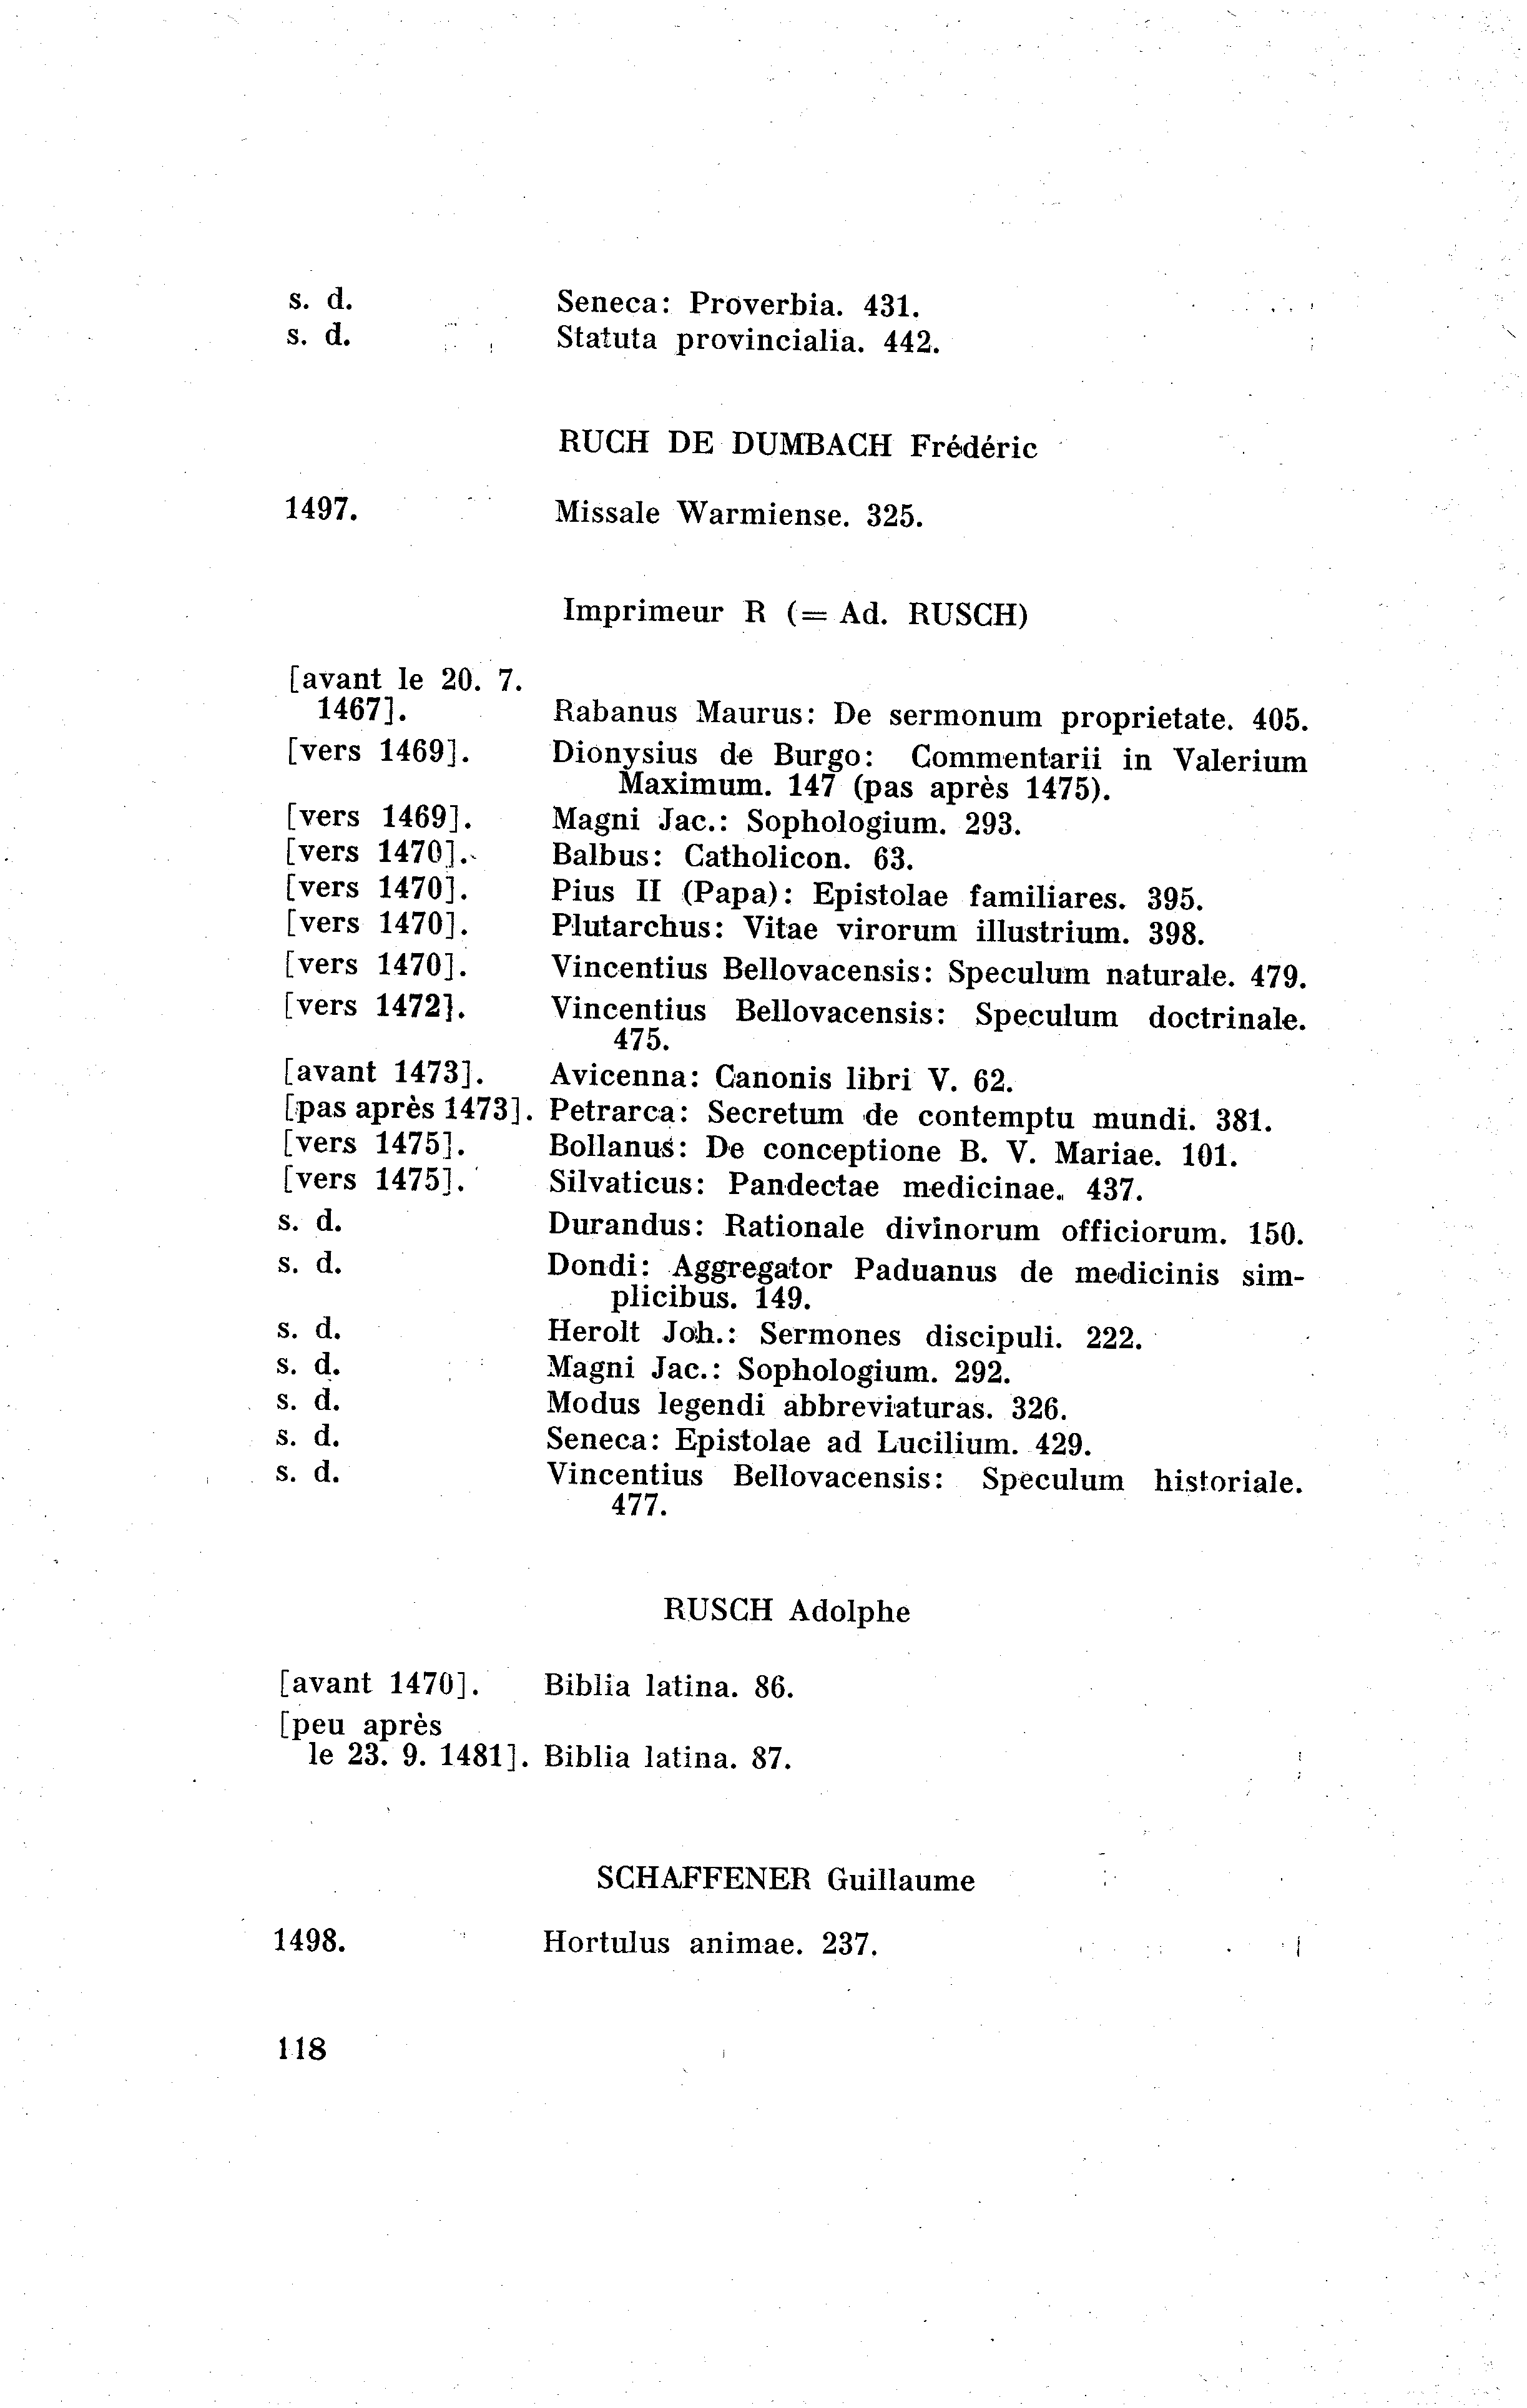 s. d. Seneca: Proverbia. 431.
s. d. Statuta provincialia. 442.
RUCH DE DUMBACH Frédéric
1497. Missale Warmiense. 325.
Imprimeur R (= Ad. RUSCH)
[avant le 20. 7.
1467]. Rabanus Maurus: De sermonum proprietate. 405.
[vers 1469]. Dionysius de Burgo: Commentarii in Valerium
Maximum. 147 (pas après 1475).
[vers 1469]. Magni Jac.: Sophologium. 293.
[vers 1470]. Balbus: Catholicon. 63.
[vers 1470]. Pius II (Papa): Epistolae familiares. 395.
[vers 1470]. Plutarchus: Vitae virorum illustrium. 398.
[vers 1470]. Vincentius Bellovacensis: Speculum naturale. 479.
[vers 1472]. Vincentius Bellovacensis: Speculum doctrinale.
475.
[avant 1473]. Avicenna: Canonis libri V. 62.
[pas après 1473]. Petrarca: Secretum de contemptu mundi. 381.
[vers 1475]. Bollanus: De conceptione B. V. Mariae. 101.
[vers 1475]. Silvaticus: Pandectae medicinae. 437.
s. d. Durandus: Rationale divinorum officiorum. 150.
s. d. Dondi: Aggregator Paduanus de medicinis sim-
plicibus. 149.
s. d. Herolt Joh.: Sermones discipuli. 222.
s. d. Magni Jac.: Sophologium. 292.
s. d. Modus legendi abbreviaturas. 326.
s. d. Seneca: Epistolae ad Lucilium. 429.
s. d. Vincentius Bellovacensis: Speculum historiale.
477.
RUSCH Adolphe
[avant 1470]. Biblia latina. 86.
[peu après
le 23. 9. 1481]. Biblia latina. 87.
SCHAFFENER Guillaume
1498. Hortulus animae. 237.
118